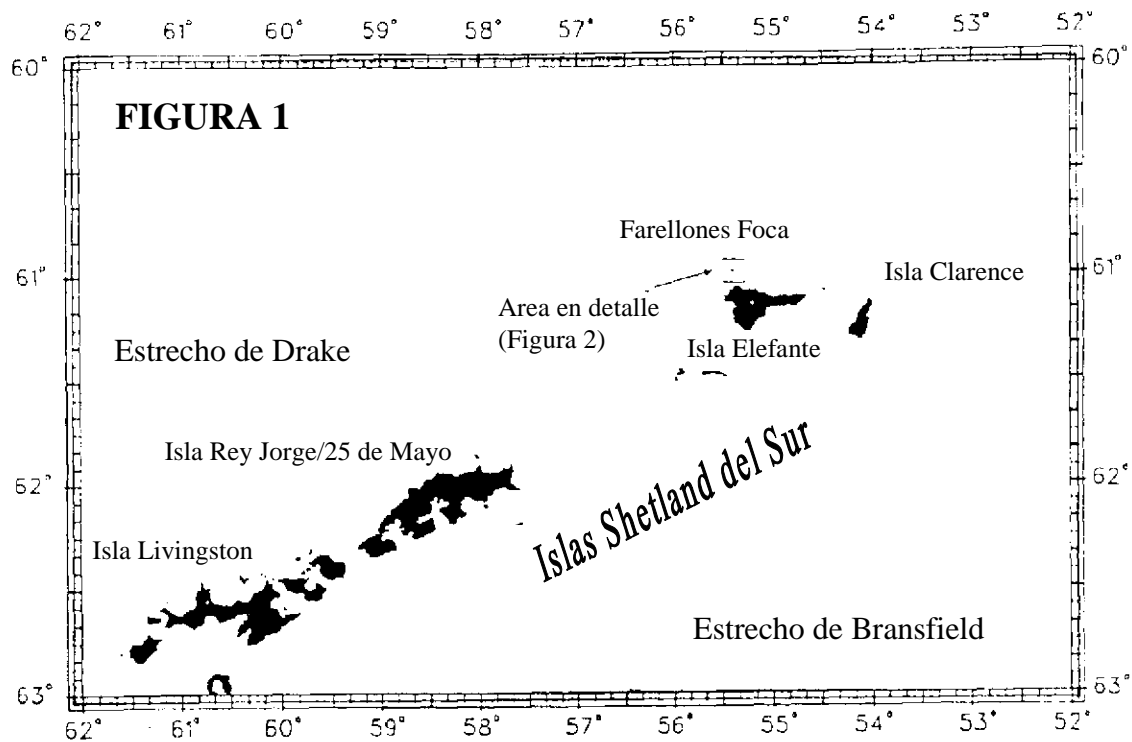 62° 61° 60° 59° 58° 57° 56° 55° 54° 53° 52°
60° 60°
FIGURA 1
Farellones Foca
61° 61°
Isla Clarence
Area en detalle
(Figura 2)
Isla Elefante
Estrecho de Drake
Isla Rey Jorge/25 de Mayo
Islas Shetland del Sur
62° 62°
Isla Livingston
Estrecho de Bransfield
63° 63°
62° 61° 60° 59° 58° 57° 56° 55° 54° 53° 52°